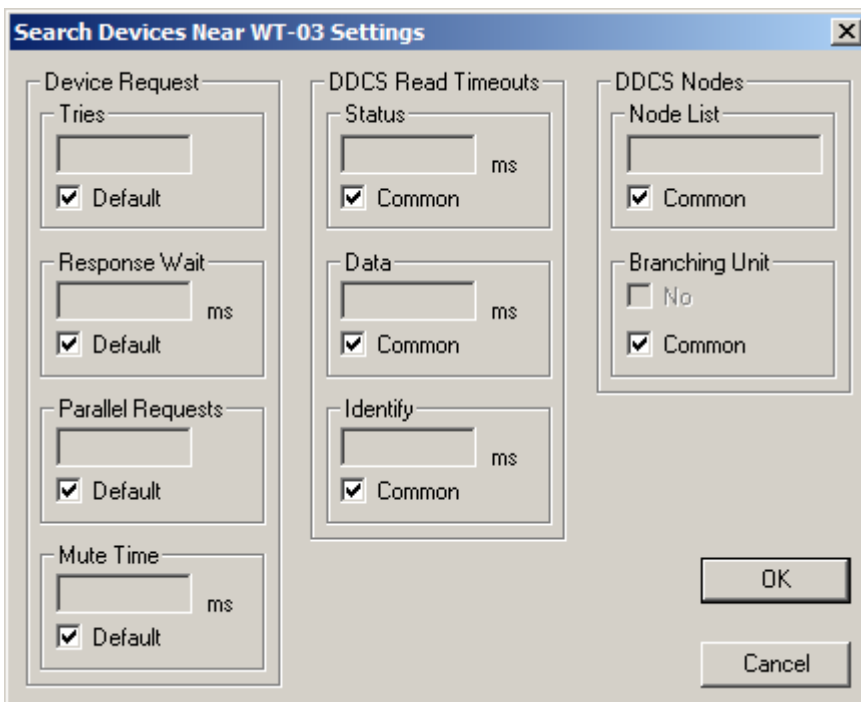 Search Devices Near WT-03 Settings
Device Request
Tries
Default
Response Wait
ms
Default
Parallel Requests
Default
Mute Time
ms
Default
DDCS Read Timeouts
Status
ms
Common
Data
ms
Common
Identify
ms
Common
DDCS Nodes
Node List
Common
Branching Unit
No
Common
OK
Cancel